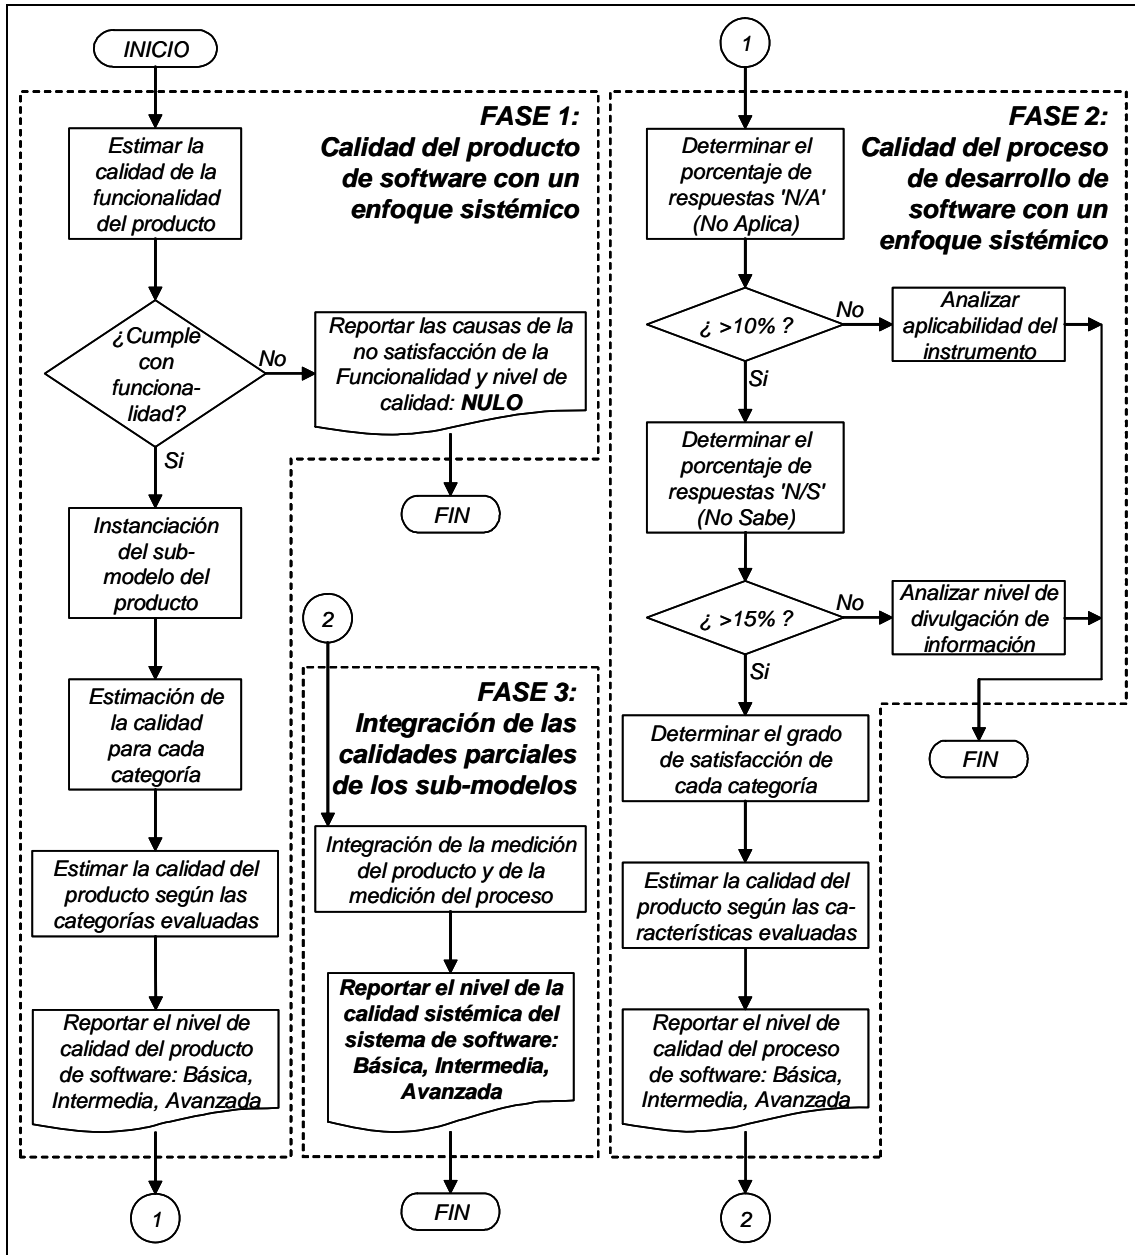 INICIO
FASE 1:
Calidad del producto
de software con un
enfoque sistémico
Estimar la
calidad de la
funcionalidad
del producto
¿Cumple
con
funciona-
lidad?
No
Reportar las causas de la
no satisfacción de la
Funcionalidad y nivel de
calidad: NULO
FIN
Si
Instanciación
del sub-
modelo del
producto
Estimación de
la calidad
para cada
categoría
Estimar la calidad del
producto según las
categorías evaluadas
Reportar el nivel de
calidad del producto
de software: Básica,
Intermedia, Avanzada
1
2
FASE 3:
Integración de las
calidades parciales
de los sub-modelos
Integración de la medición
del producto y de la
medición del proceso
Reportar el nivel de la
calidad sistémica del
sistema de software:
Básica, Intermedia,
Avanzada
FIN
1
FASE 2:
Calidad del proceso
de desarrollo de
software con un
enfoque sistémico
Determinar el
porcentaje de
respuestas 'N/A'
(No Aplica)
¿ >10% ?
No
Analizar
aplicabilidad del
instrumento
Si
Determinar el
porcentaje de
respuestas 'N/S'
(No Sabe)
¿ >15% ?
No
Analizar nivel de
divulgación de
información
Si
FIN
Determinar el grado
de satisfacción de
cada categoría
Estimar la calidad del
producto según las ca-
racterísticas evaluadas
Reportar el nivel de
calidad del proceso
de software: Básica,
Intermedia, Avanzada
2